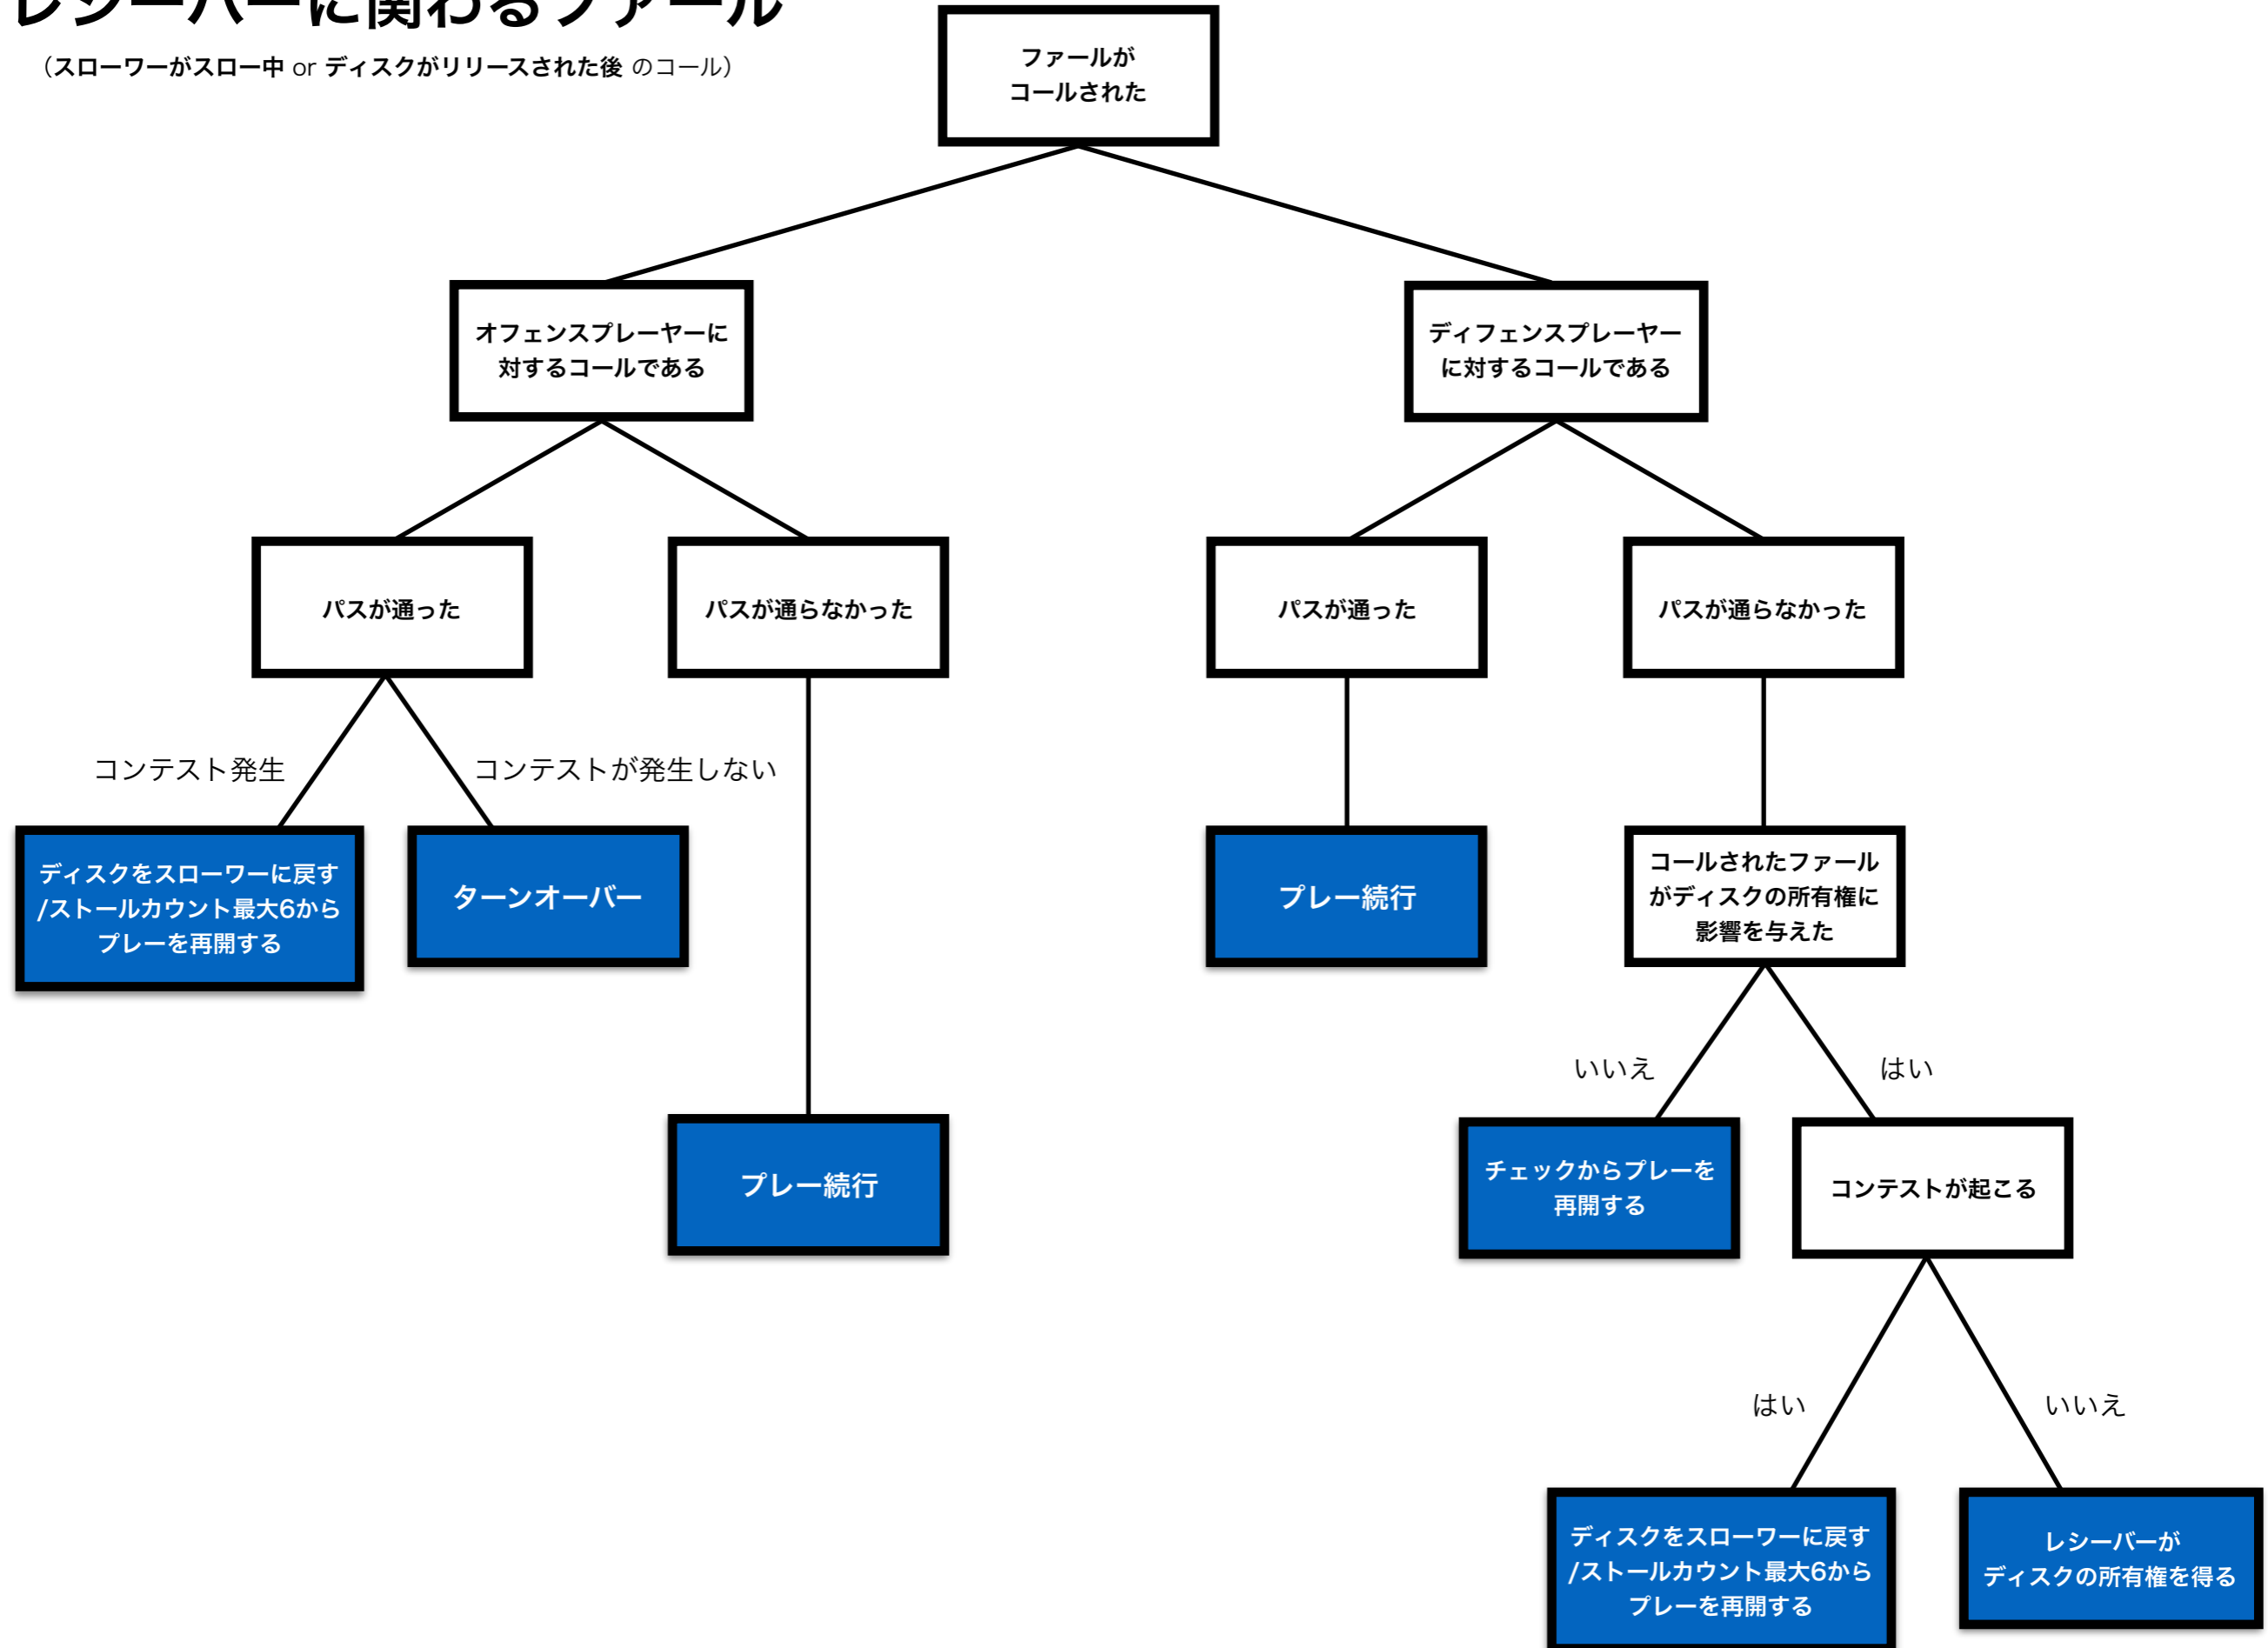 レシーバーに関わるファール
（スローワーがスロー中 or ディスクがリリースされた後 のコール）
ファールが
コールされた
オフェンスプレーヤーに
対するコールである
ディフェンスプレーヤー
に対するコールである
パスが通った
パスが通らなかった
パスが通った
パスが通らなかった
コンテスト発生
コンテストが発生しない
ディスクをスローワーに戻す
/ストールカウント最大6から
プレーを再開する
ターンオーバー
プレー続行
コールされたファール
がディスクの所有権に
影響を与えた
いいえ
はい
プレー続行
チェックからプレーを
再開する
コンテストが起こる
はい
いいえ
ディスクをスローワーに戻す
/ストールカウント最大6から
プレーを再開する
レシーバーが
ディスクの所有権を得る